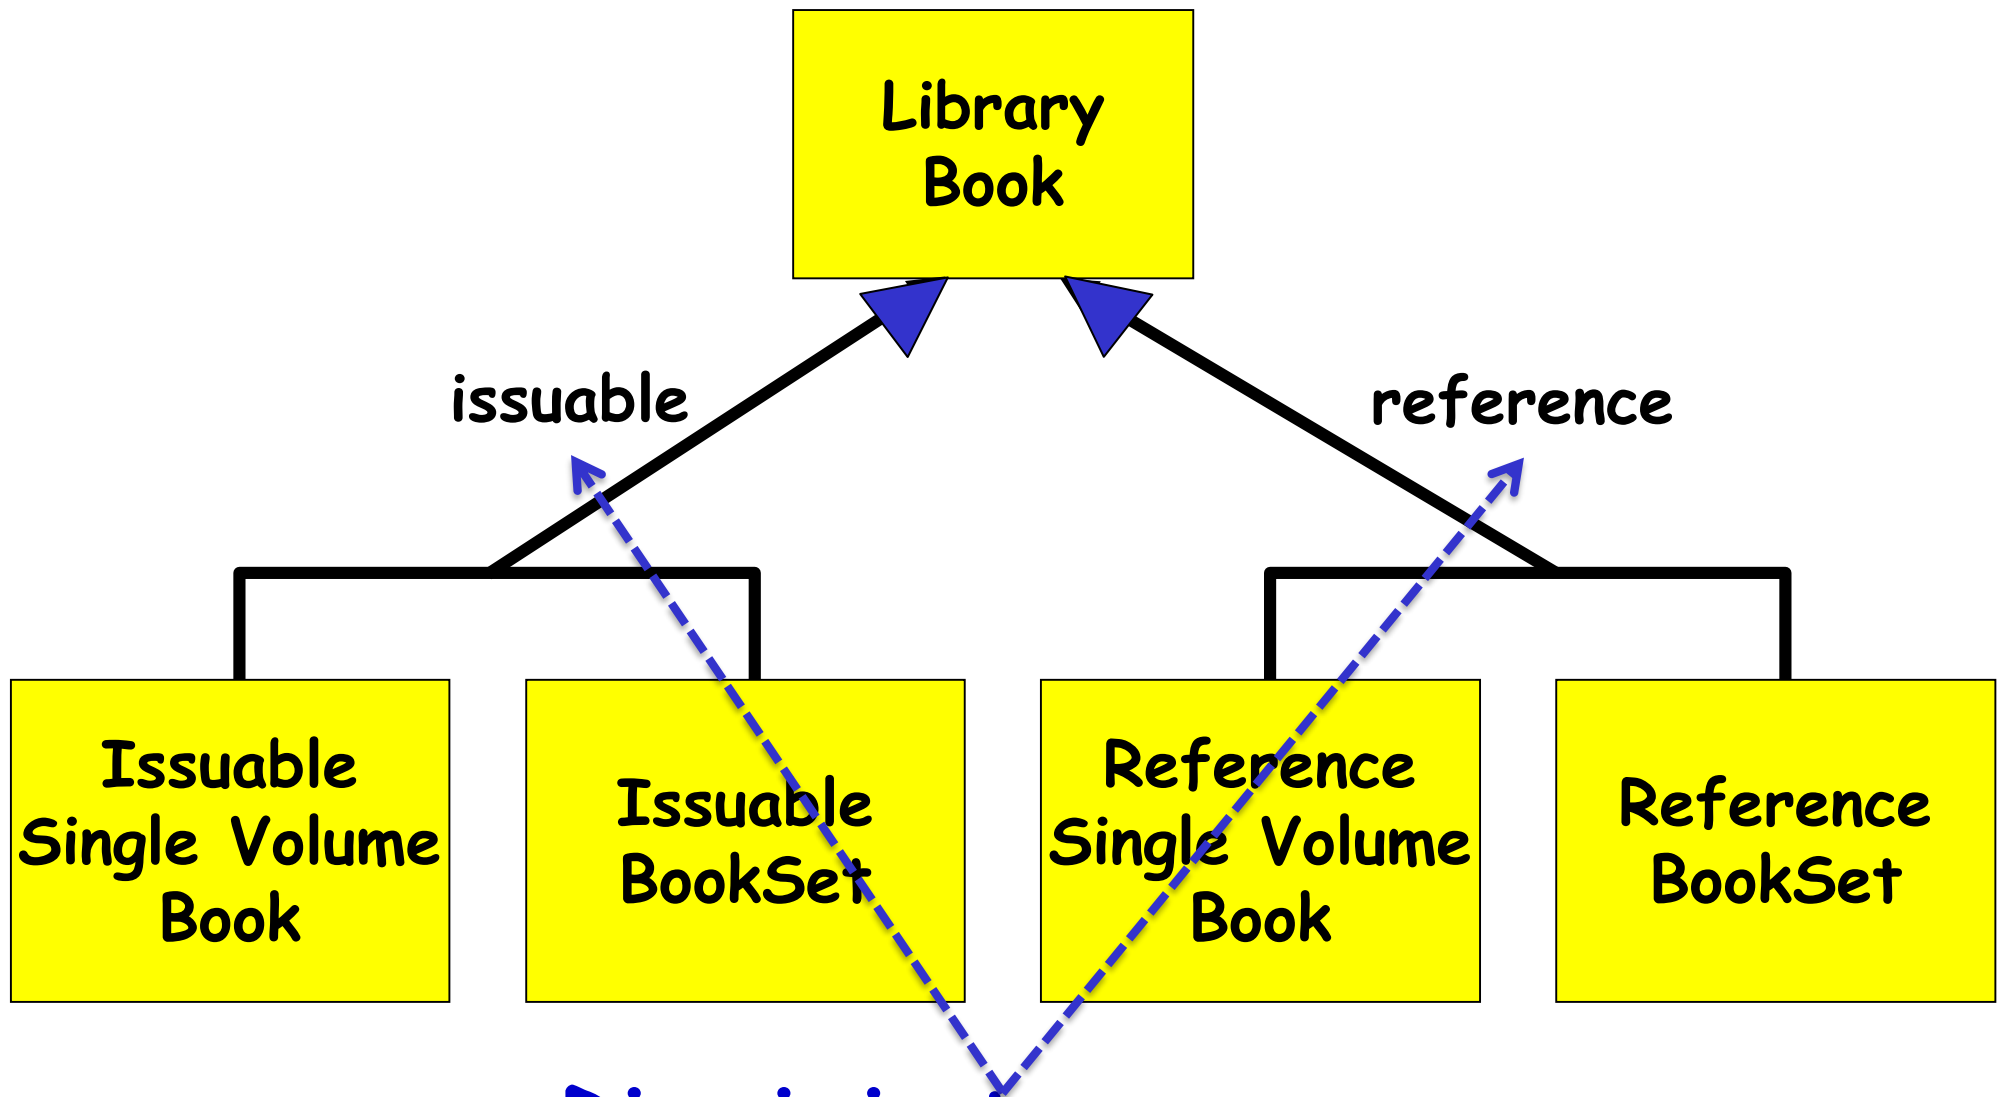 Library
Book
issuable
reference
Issuable
Single Volume
Book
Issuable
BookSet
Reference
Single Volume
Book
Reference
BookSet